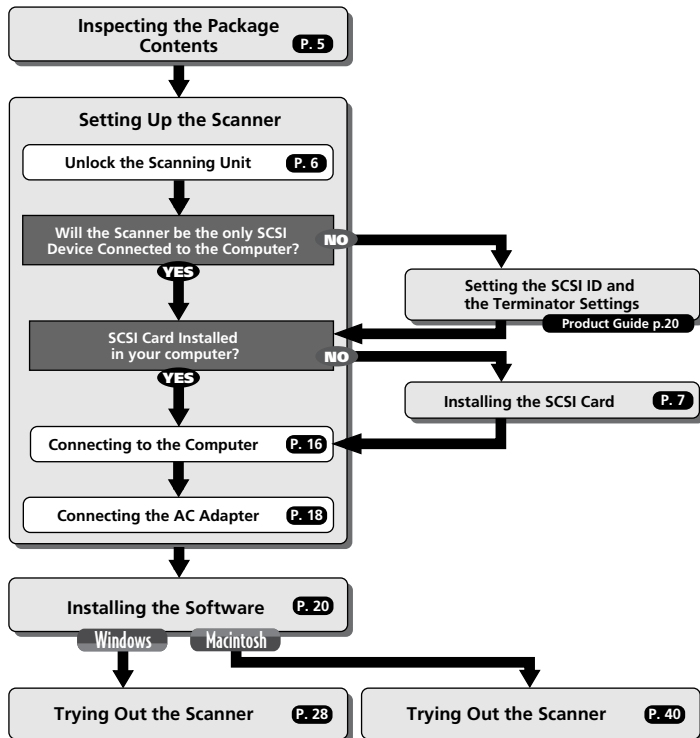 Inspecting the Package
Contents
P. 5
Setting Up the Scanner
Unlock the Scanning Unit
P. 6
Will the Scanner be the only SCSI
Device Connected to the Computer?
NO
YES
Setting the SCSI ID and
the Terminator Settings
Product Guide p.20
SCSI Card Installed
in your computer?
NO
YES
Installing the SCSI Card
P. 7
Connecting to the Computer
P. 16
Connecting the AC Adapter
P. 18
Installing the Software
P. 20
Windows
Macintosh
Trying Out the Scanner
P. 28
Trying Out the Scanner
P. 40